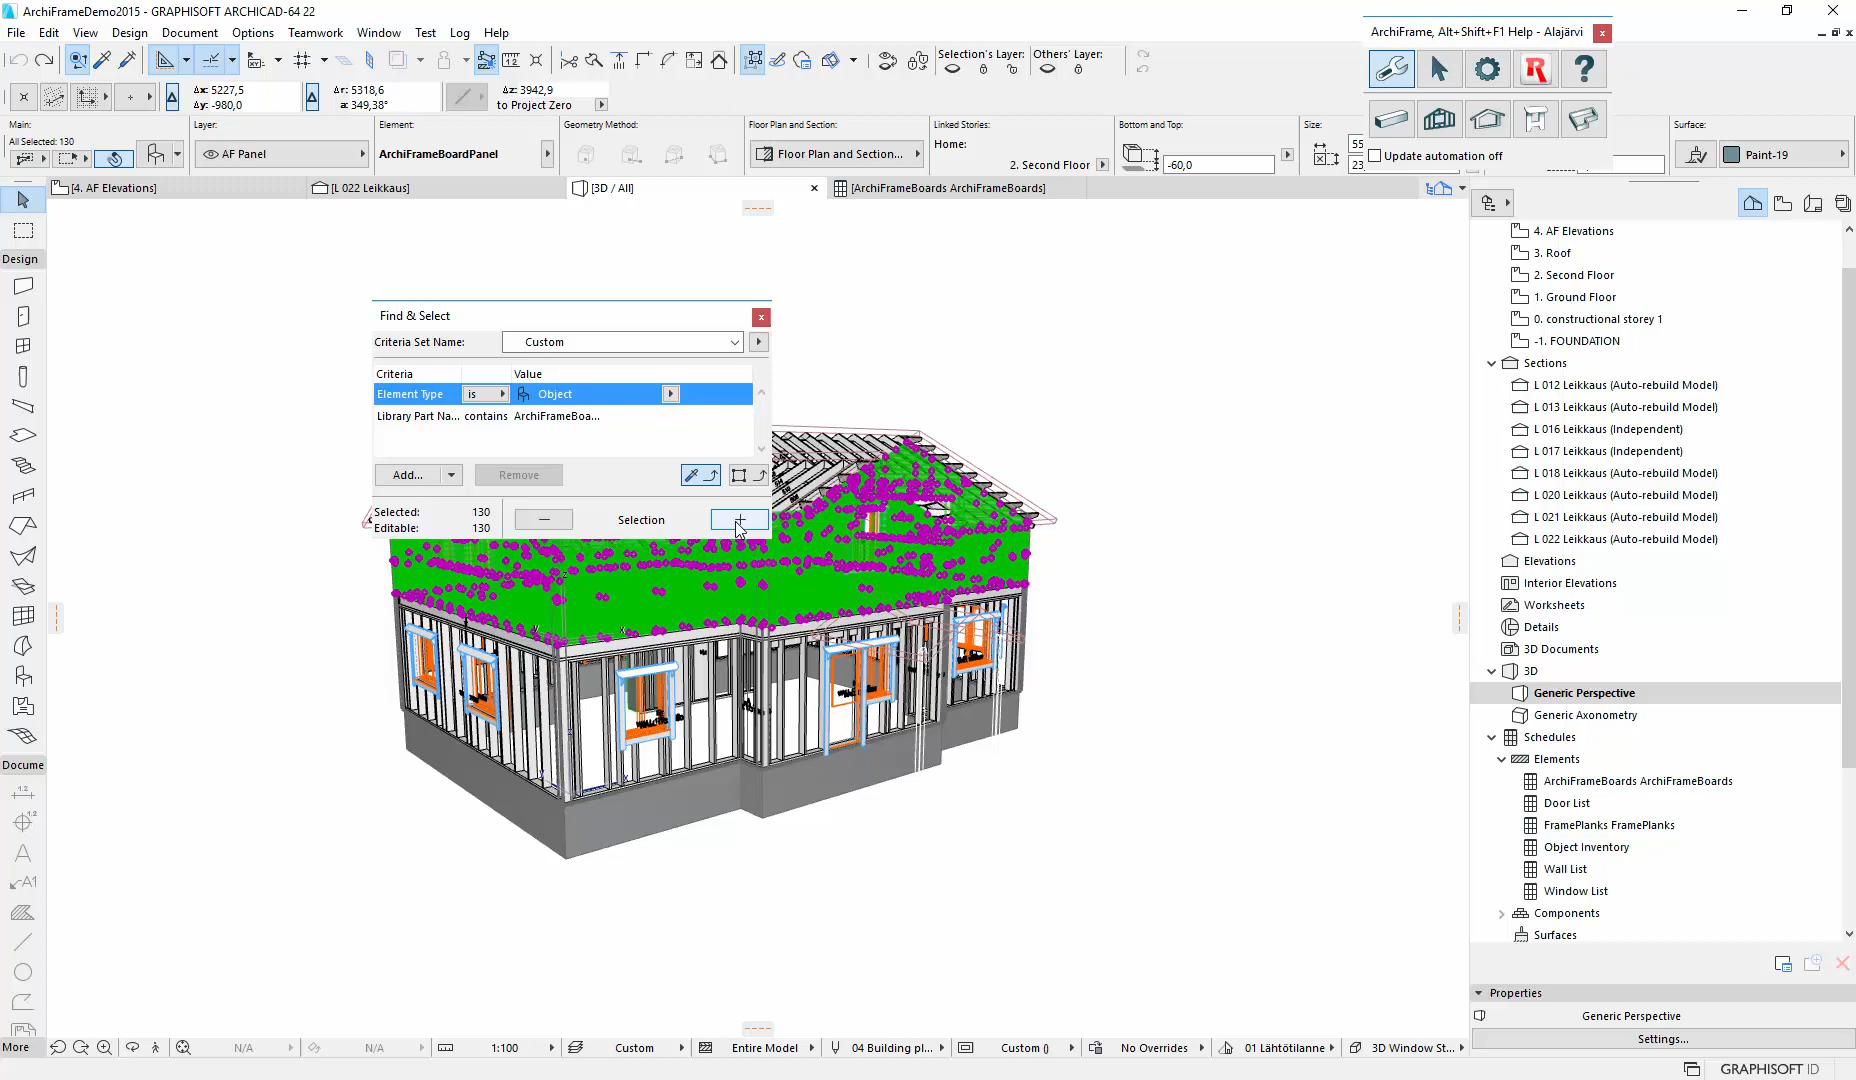 ArchiFrameDemo2015 - GRAPHISOFT ARCHICAD-64 22
File Edit View Design Document Options Teamwork Window Test Log Help
ArchiFrame, Alt+Shift+F1 Help - Alajärvi
Selection's Layer: Others' Layer:
Δx: 5227,5 Δr: 5318,6 Δz: 3942,9
Δy: -980,0 a: 349,38° to Project Zero
Main: Layer: Element: Geometry Method: Floor Plan and Section: Linked Stories: Bottom and Top: Size: Surface:
All Selected: 130 AF Panel ArchiFrameBoardPanel Floor Plan and Section... Home: 2. Second Floor -60,0 55 23, Paint-19
Update automation off
[4. AF Elevations] [L 022 Leikkaus] [3D / All] [ArchiFrameBoards ArchiFrameBoards]
Design
Find & Select
Criteria Set Name: Custom
Criteria Value
Element Type is Object
Library Part Na... contains ArchiFrameBoa...
Add... Remove
Selected: 130
Editable: 130
Selection
4. AF Elevations
3. Roof
2. Second Floor
1. Ground Floor
0. constructional storey 1
-1. FOUNDATION
Sections
L 012 Leikkaus (Auto-rebuild Model)
L 013 Leikkaus (Auto-rebuild Model)
L 016 Leikkaus (Independent)
L 017 Leikkaus (Independent)
L 018 Leikkaus (Auto-rebuild Model)
L 020 Leikkaus (Auto-rebuild Model)
L 021 Leikkaus (Auto-rebuild Model)
L 022 Leikkaus (Auto-rebuild Model)
Elevations
Interior Elevations
Worksheets
Details
3D Documents
3D
Generic Perspective
Generic Axonometry
Schedules
Elements
ArchiFrameBoards ArchiFrameBoards
Door List
FramePlanks FramePlanks
Object Inventory
Wall List
Window List
Components
Surfaces
Docume
1.2
A
A1
More
Properties
Generic Perspective
Settings...
N/A N/A 1:100 Custom Entire Model 04 Building pl... Custom () No Overrides 01 Lähtötilanne 3D Window St...
GRAPHISOFT ID